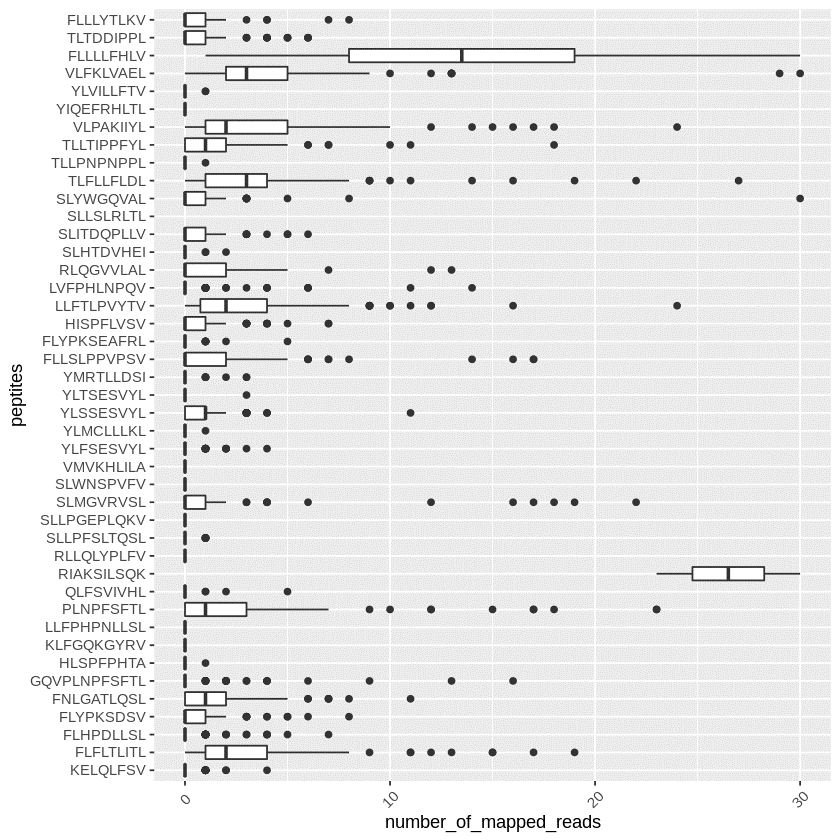 FLLLYTLKV
TLTDDIPPL
FLLLLFHLV
VLFKLVAEL
YLVILLFTV
YIQEFRHLTL
VLPAKIIYL
TLLTIPPFYL
TLLPNPNPPL
TLFLLFLDL
SLYWGQVAL
SLLSLRLTL
SLITDQPLLV
SLHTDVHEI
RLQGVVLAL
LVFPHLNPQV
LLFTLPVYTV
HISPFLVSV
FLYPKSEAFRL
FLLSLPPVPSV
YMRTLLDSI
YLTSESVYL
YLSSESVYL
YLMCLLLKL
YLFSESVYL
VMVKHLILA
SLWNSPVFV
SLMGVRVSL
SLLPGEPLQKV
SLLPFSLTQSL
RLLQLYPLFV
RIAKSILSQK
QLFSVIVHL
PLNPFSFTL
LLFPHPNLLSL
KLFGQKGYRV
HLSPFPHTA
GQVPLNPFSFTL
FNLGATLQSL
FLYPKSDSV
FLHPDLLSL
FLFLTLITL
KELQLFSV
peptites
0 10 20 30
number_of_mapped_reads